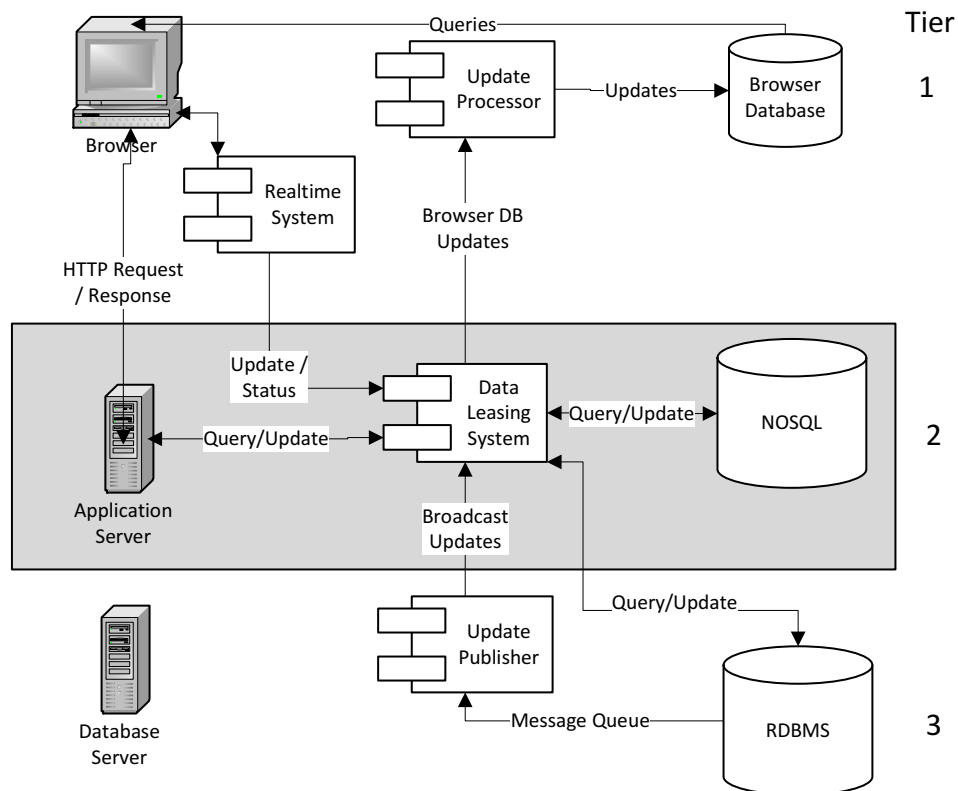 Tier
Queries
1
Browser
Update
Processor
Updates
Browser
Database
Realtime
System
Browser DB
Updates
HTTP Request
/ Response
2
Update /
Status
Data
Leasing
System
Query/Update
NOSQL
Query/Update
Application
Server
Broadcast
Updates
3
Query/Update
Update
Publisher
Message Queue
RDBMS
Database
Server